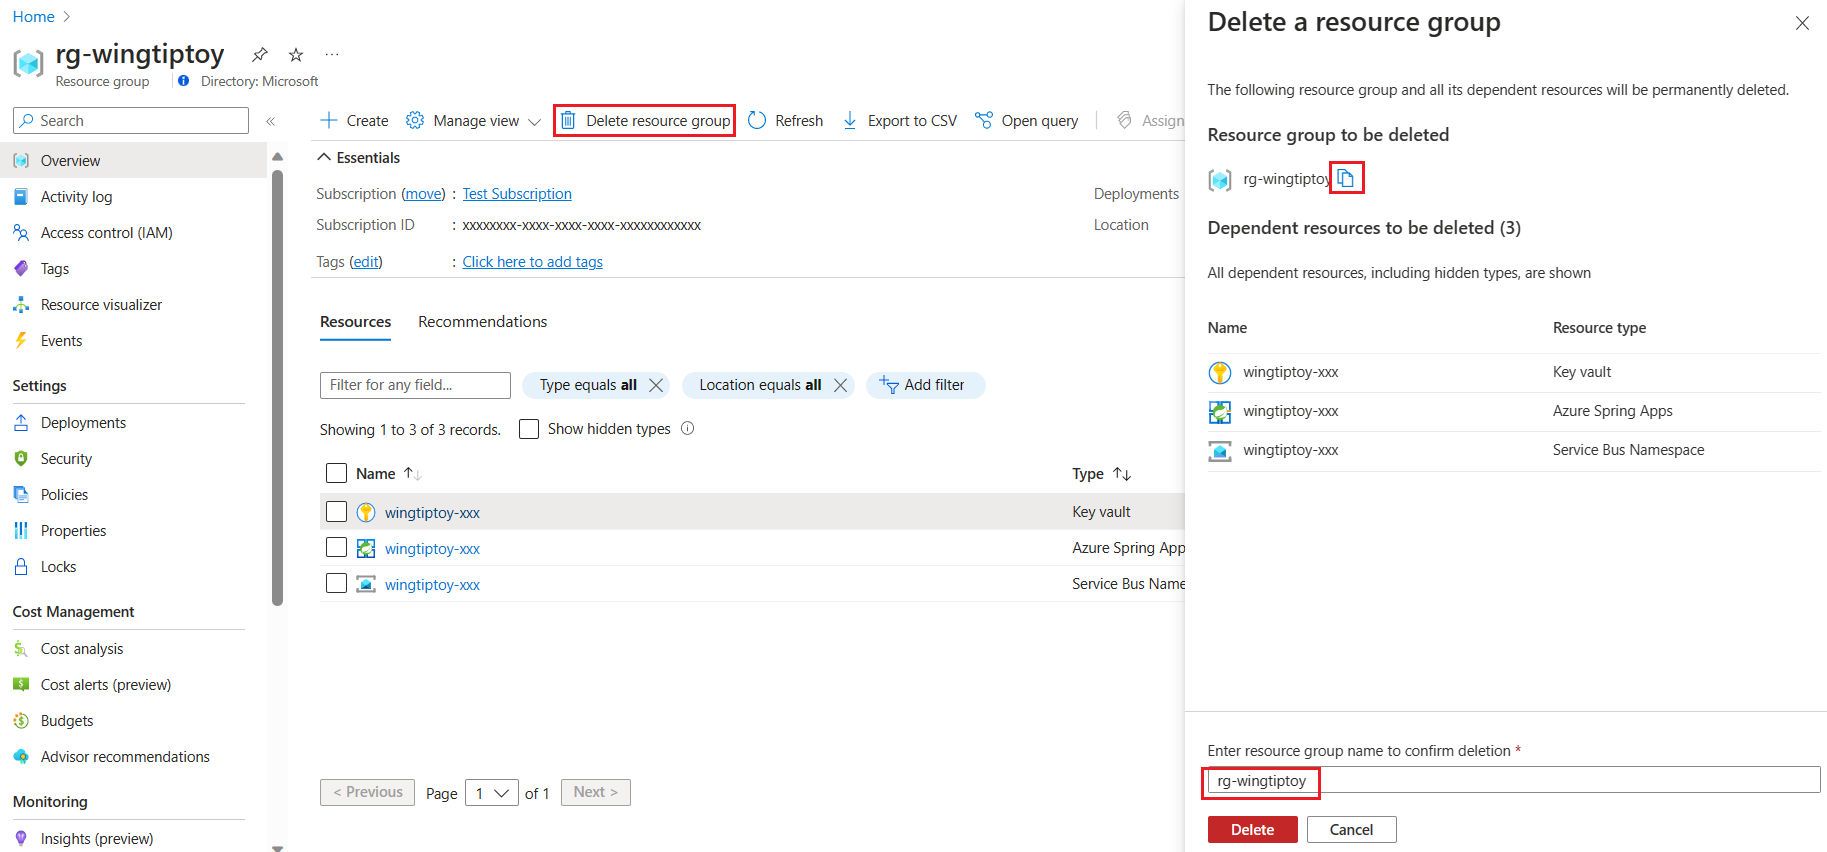 Home
rg-wingtiptoy
Resource group
Directory: Microsoft
Search
Overview
Activity log
Access control (IAM)
Tags
Resource visualizer
Events
Settings
Deployments
Security
Policies
Properties
Locks
Cost Management
Cost analysis
Cost alerts (preview)
Budgets
Advisor recommendations
Monitoring
Insights (preview)
Create
Manage view
Delete resource group
Refresh
Export to CSV
Open query
Assign
Essentials
Subscription (move) : Test Subscription
Subscription ID : xxxxxxxx-xxxx-xxxx-xxxx-xxxxxxxxxxxx
Tags (edit) : Click here to add tags
Deployments
Location
Resources Recommendations
Filter for any field...
Type equals all
Location equals all
Add filter
Showing 1 to 3 of 3 records.
Show hidden types
Name Type
wingtiptoy-xxx Key vault
wingtiptoy-xxx Azure Spring App
wingtiptoy-xxx Service Bus Name
< Previous Page 1 of 1 Next >
Delete a resource group
The following resource group and all its dependent resources will be permanently deleted.
Resource group to be deleted
rg-wingtiptoy
Dependent resources to be deleted (3)
All dependent resources, including hidden types, are shown
Name Resource type
wingtiptoy-xxx Key vault
wingtiptoy-xxx Azure Spring Apps
wingtiptoy-xxx Service Bus Namespace
Enter resource group name to confirm deletion *
rg-wingtiptoy
Delete Cancel